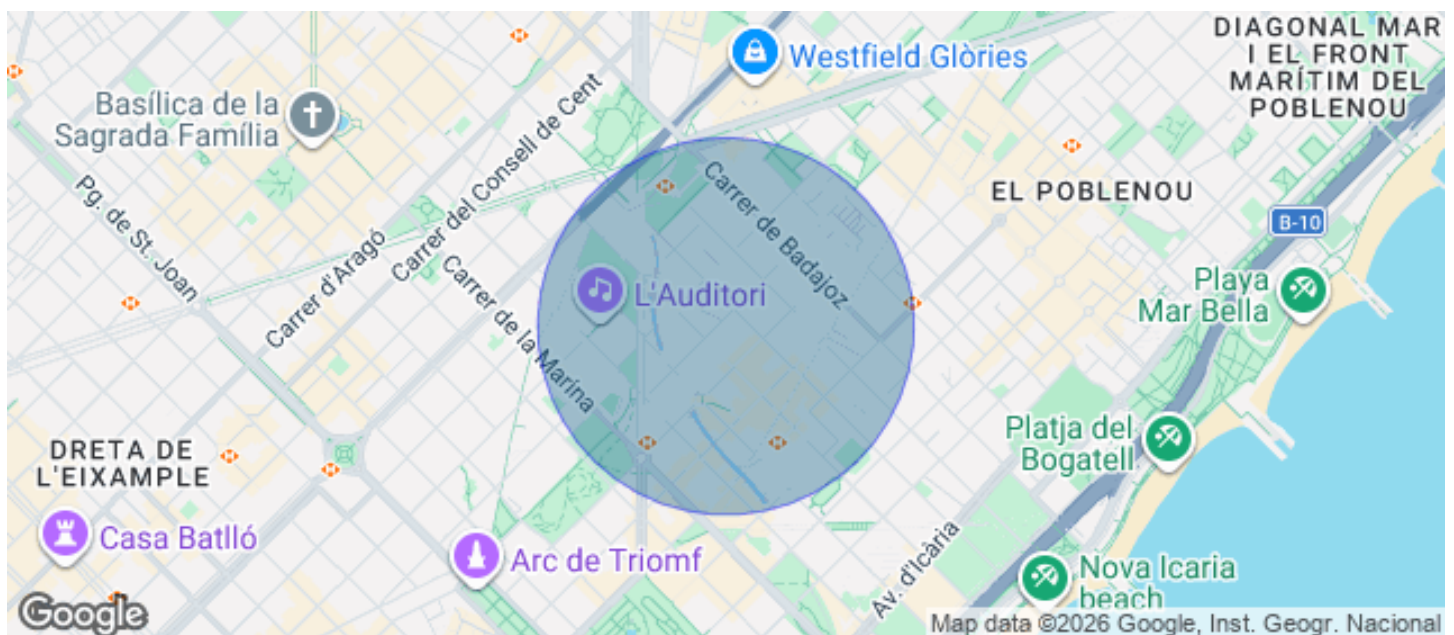 DIAGONAL MAR
I EL FRONT
MARÍTIM DEL
POBLENOU
Westfield Glòries
Basílica de la
Sagrada Família
Carrer del Consell de Cent
Pg. de St. Joan
Carrer d'Aragó
Carrer de Badajoz
EL POBLENOU
B-10
Carrer de la Marina
L'Auditori
Playa
Mar Bella
Platja del
Bogatell
DRETA DE
L'EIXAMPLE
Casa Batlló
Arc de Triomf
Av. d'Icària
Nova Icaria
beach
Google
Map data ©2026 Google, Inst. Geogr. Nacional